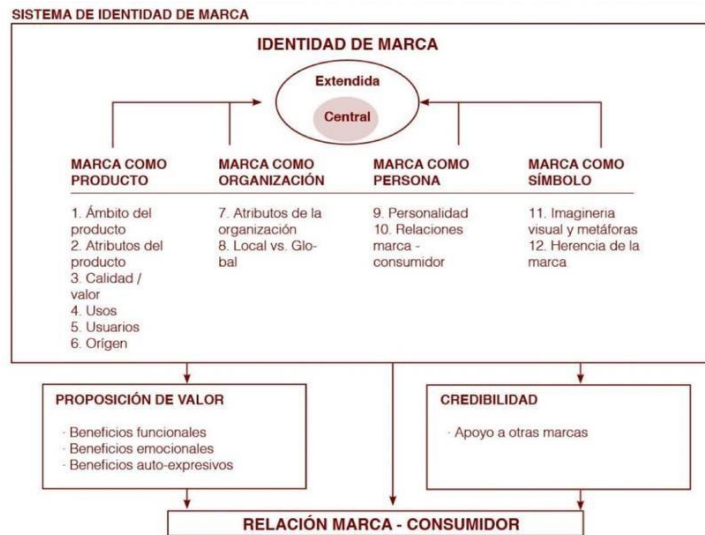 SISTEMA DE IDENTIDAD DE MARCA
IDENTIDAD DE MARCA
Extendida
Central
MARCA COMO
PRODUCTO
1. Ámbito del
producto
2. Atributos del
producto
3. Calidad /
valor
4. Usos
5. Usuarios
6. Orígen
MARCA COMO
ORGANIZACIÓN
7. Atributos de la
organización
8. Local vs. Glo-
bal
MARCA COMO
PERSONA
9. Personalidad
10. Relaciones
marca -
consumidor
MARCA COMO
SÍMBOLO
11. Imagineria
visual y metáforas
12. Herencia de la
marca
PROPOSICIÓN DE VALOR
· Beneficios funcionales
· Beneficios emocionales
· Beneficios auto-expresivos
CREDIBILIDAD
· Apoyo a otras marcas
RELACIÓN MARCA - CONSUMIDOR